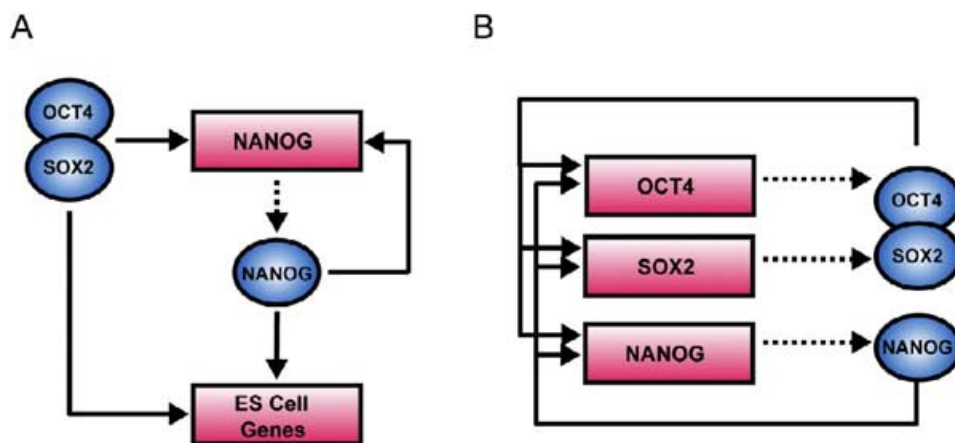 A
B
OCT4
SOX2
NANOG
NANOG
ES Cell
Genes
OCT4
SOX2
NANOG
OCT4
SOX2
NANOG